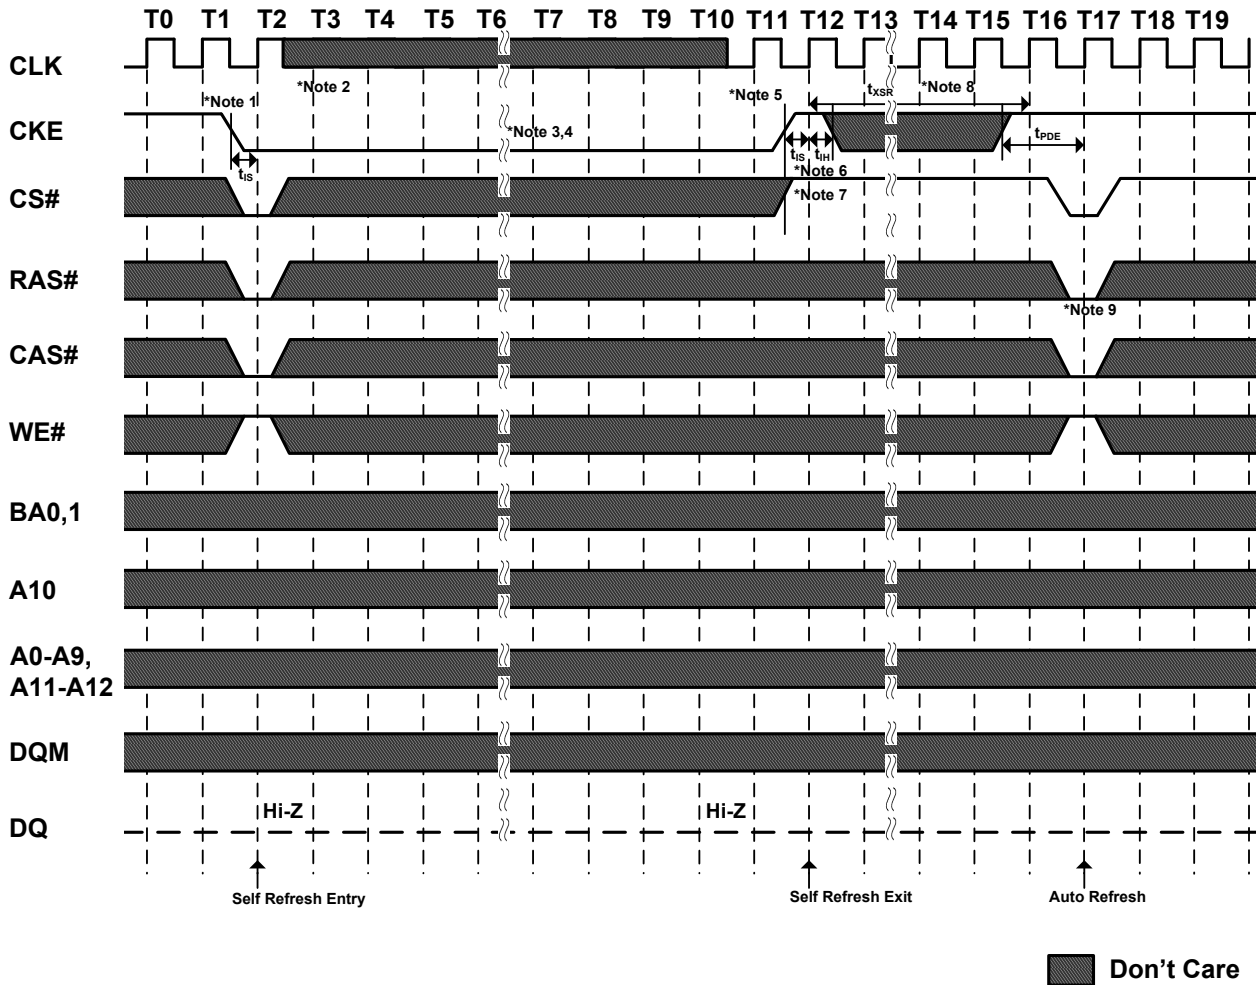 T0 T1 T2 T3 T4 T5 T6 T7 T8 T9 T10 T11 T12 T13 T14 T15 T16 T17 T18 T19
CLK
*Note 2
*Note 5
tXSR
*Note 8
*Note 1
CKE
*Note 3,4
tPDE
tIS
tIS
tIH
*Note 6
CS#
*Note 7
RAS#
*Note 9
CAS#
WE#
BA0,1
A10
A0-A9,
A11-A12
DQM
Hi-Z
Hi-Z
DQ
Self Refresh Entry
Self Refresh Exit
Auto Refresh
Don't Care